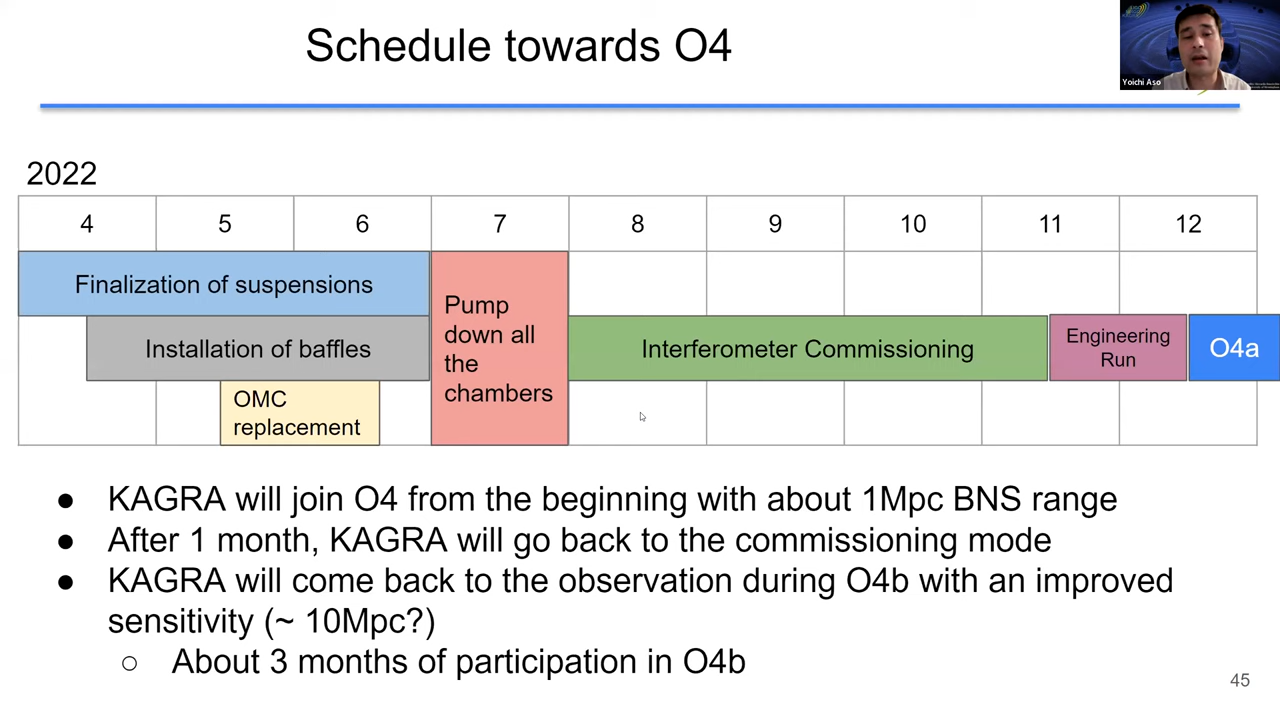 Schedule towards O4
Yoichi Aso
2022
4 5 6 7 8 9 10 11 12
Finalization of suspensions
Installation of baffles
OMC
replacement
Pump
down all
the
chambers
Interferometer Commissioning
Engineering
Run
O4a
● KAGRA will join O4 from the beginning with about 1Mpc BNS range
● After 1 month, KAGRA will go back to the commissioning mode
● KAGRA will come back to the observation during O4b with an improved
sensitivity (~ 10Mpc?)
○ About 3 months of participation in O4b
45